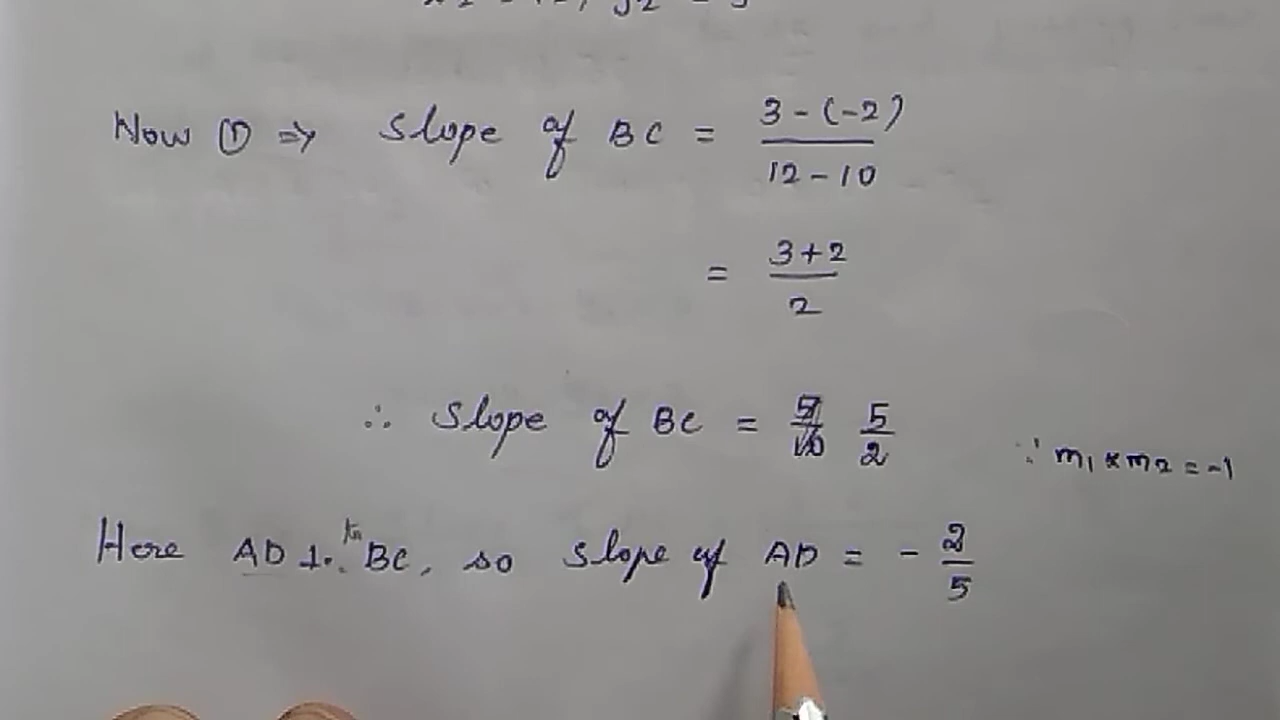 Now ① ⇒ Slope of BC = 3 - (-2) / 12 - 10
= 3 + 2 / 2
∴ Slope of BC = 5/2
∵ m1 × m2 = -1
Here AD ⊥r BC, so slope of AD = - 2/5